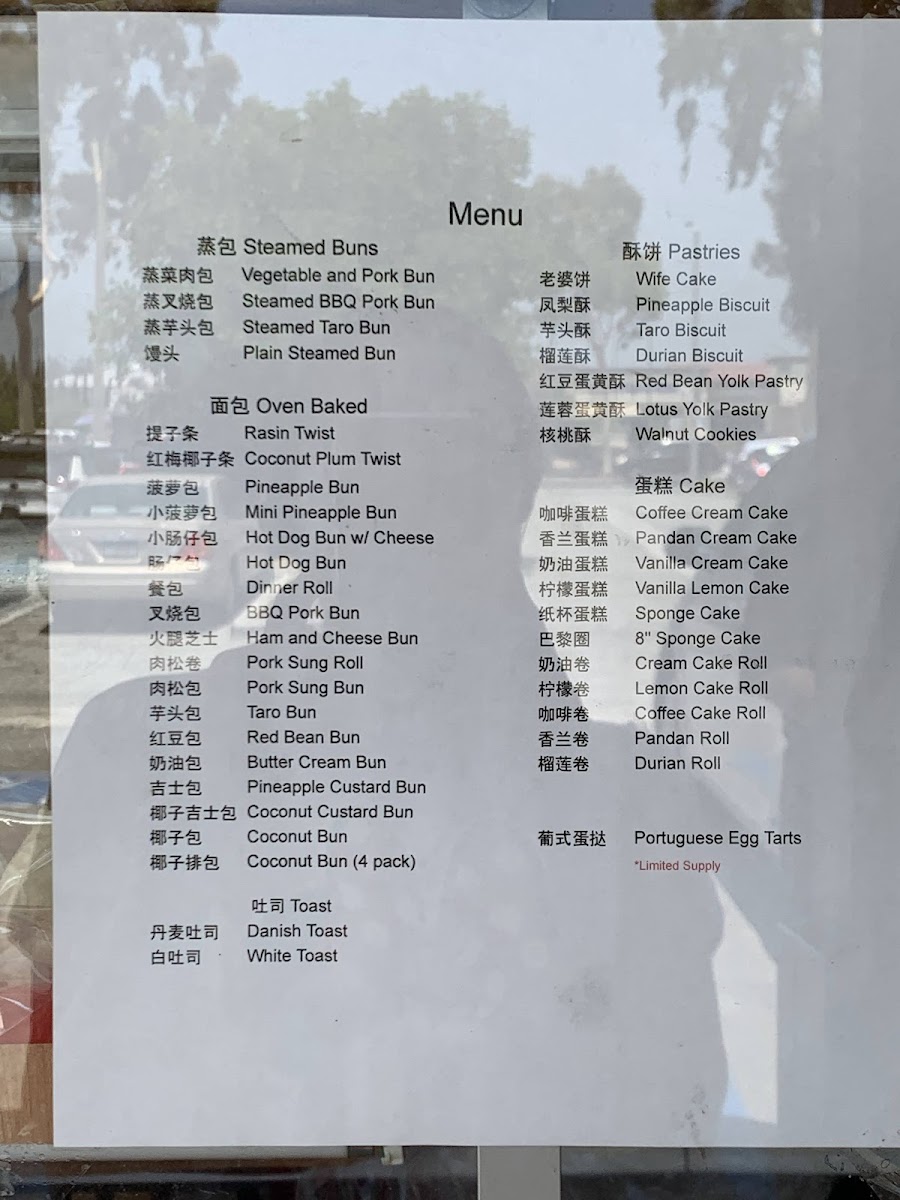 Menu
蒸包 Steamed Buns
蒸菜肉包 Vegetable and Pork Bun
蒸叉烧包 Steamed BBQ Pork Bun
蒸芋头包 Steamed Taro Bun
馒头 Plain Steamed Bun
面包 Oven Baked
提子条 Rasin Twist
红梅椰子条 Coconut Plum Twist
菠萝包 Pineapple Bun
小菠萝包 Mini Pineapple Bun
小肠仔包 Hot Dog Bun w/ Cheese
肠仔包 Hot Dog Bun
餐包 Dinner Roll
叉烧包 BBQ Pork Bun
火腿芝士 Ham and Cheese Bun
肉松卷 Pork Sung Roll
肉松包 Pork Sung Bun
芋头包 Taro Bun
红豆包 Red Bean Bun
奶油包 Butter Cream Bun
吉士包 Pineapple Custard Bun
椰子吉士包 Coconut Custard Bun
椰子包 Coconut Bun
椰子排包 Coconut Bun (4 pack)
吐司 Toast
丹麦吐司 Danish Toast
白吐司 White Toast
酥饼 Pastries
老婆饼 Wife Cake
凤梨酥 Pineapple Biscuit
芋头酥 Taro Biscuit
榴莲酥 Durian Biscuit
红豆蛋黄酥 Red Bean Yolk Pastry
莲蓉蛋黄酥 Lotus Yolk Pastry
核桃酥 Walnut Cookies
蛋糕 Cake
咖啡蛋糕 Coffee Cream Cake
香兰蛋糕 Pandan Cream Cake
奶油蛋糕 Vanilla Cream Cake
柠檬蛋糕 Vanilla Lemon Cake
纸杯蛋糕 Sponge Cake
巴黎圈 8" Sponge Cake
奶油卷 Cream Cake Roll
柠檬卷 Lemon Cake Roll
咖啡卷 Coffee Cake Roll
香兰卷 Pandan Roll
榴莲卷 Durian Roll
葡式蛋挞 Portuguese Egg Tarts
*Limited Supply